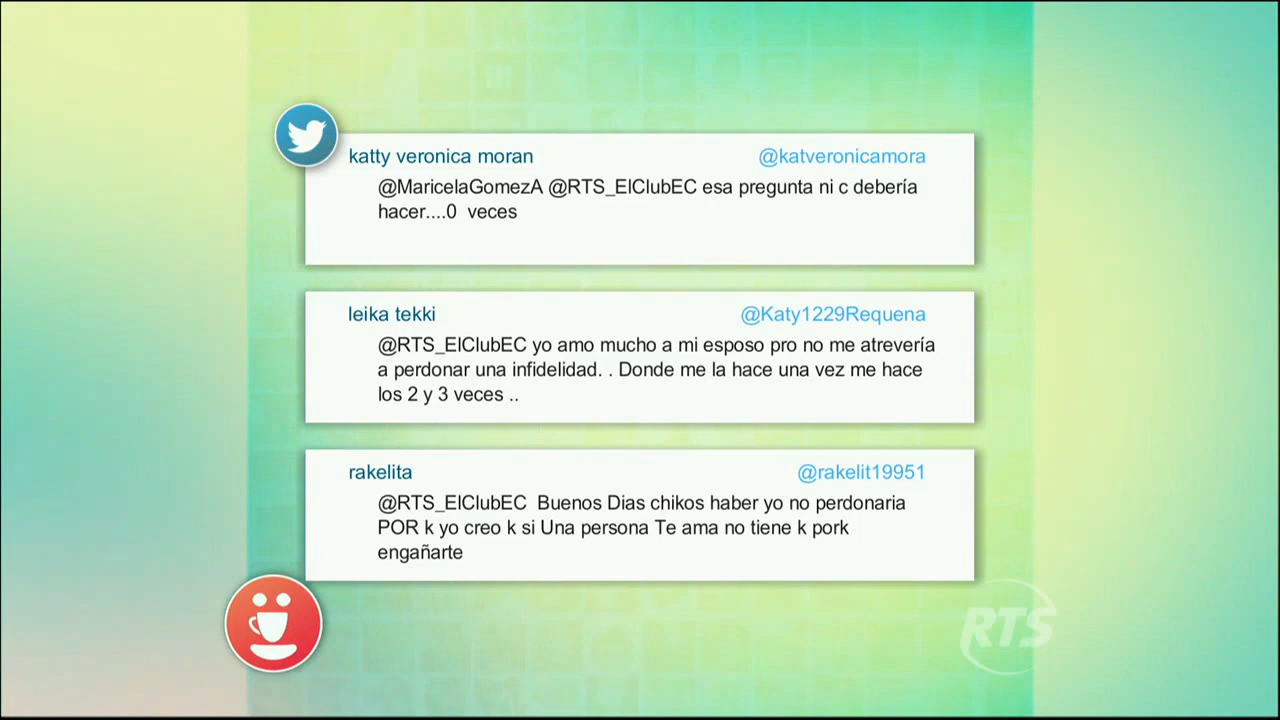 katty veronica moran @katveronicamora
@MaricelaGomezA @RTS_ElClubEC esa pregunta ni c debería
hacer....0  veces
leika tekki @Katy1229Requena
@RTS_ElClubEC yo amo mucho a mi esposo pro no me atrevería
a perdonar una infidelidad. . Donde me la hace una vez me hace
los 2 y 3 veces ..
rakelita @rakelit19951
@RTS_ElClubEC  Buenos Dias chikos haber yo no perdonaria
POR k yo creo k si Una persona Te ama no tiene k pork
engañarte
RTS